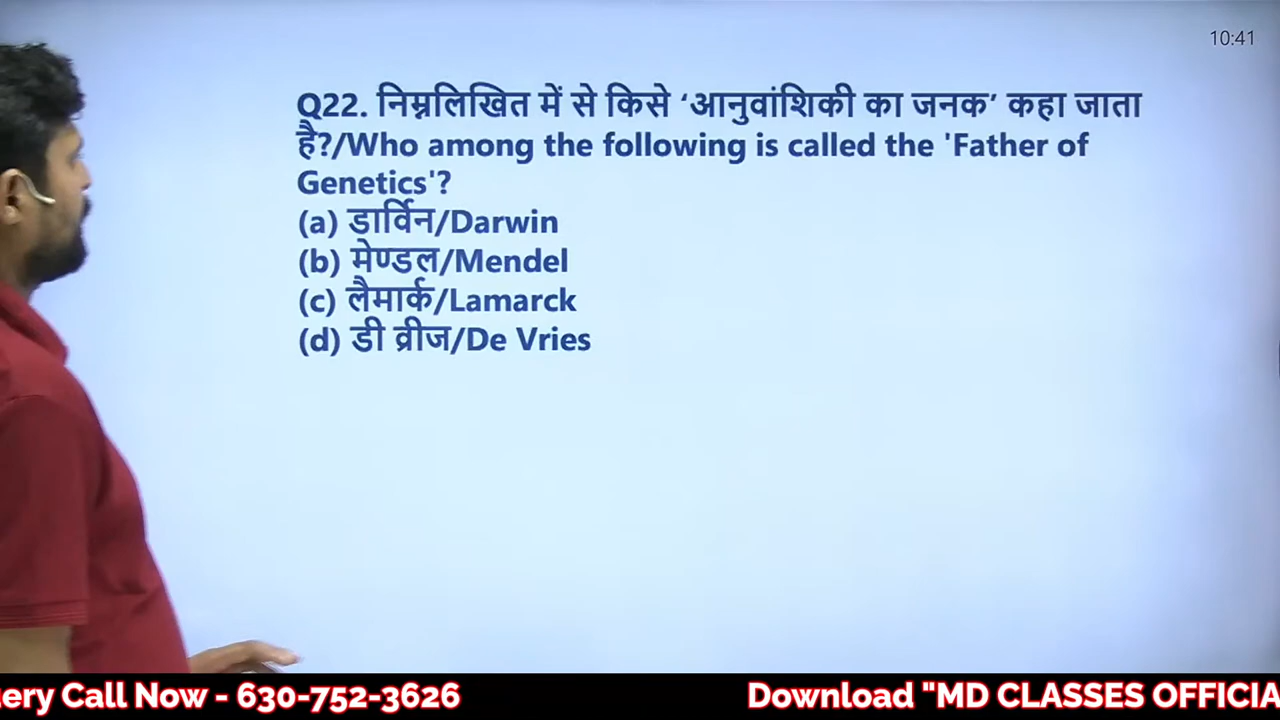 10:41
Q22. निम्नलिखित में से किसे ‘आनुवांशिकी का जनक’ कहा जाता
है?/Who among the following is called the 'Father of
Genetics'?
(a) डार्विन/Darwin
(b) मेण्डल/Mendel
(c) लैमार्क/Lamarck
(d) डी व्रीज/De Vries
uery Call Now - 630-752-3626
Download "MD CLASSES OFFICIA